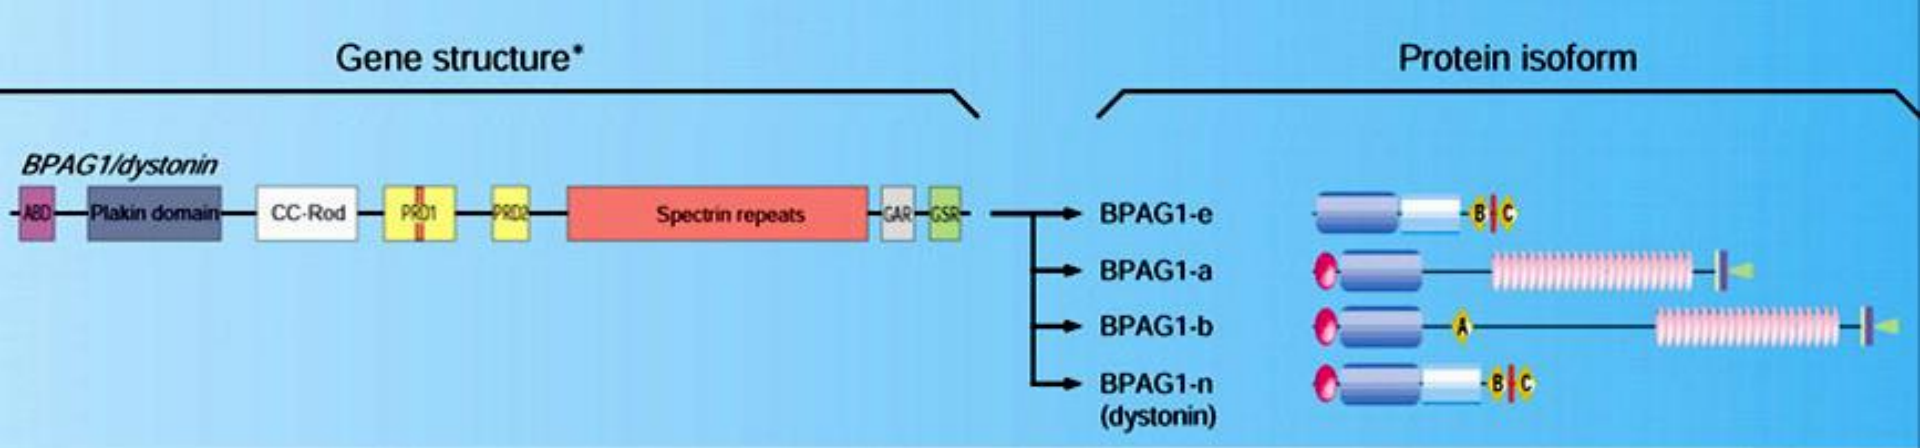 Gene structure*
Protein isoform
BPAG1/dystonin
ABD Plakin domain CC-Rod PRD1 PRD2 Spectrin repeats GAR GSR
BPAG1-e B C
BPAG1-a
BPAG1-b A
BPAG1-n B C
(dystonin)